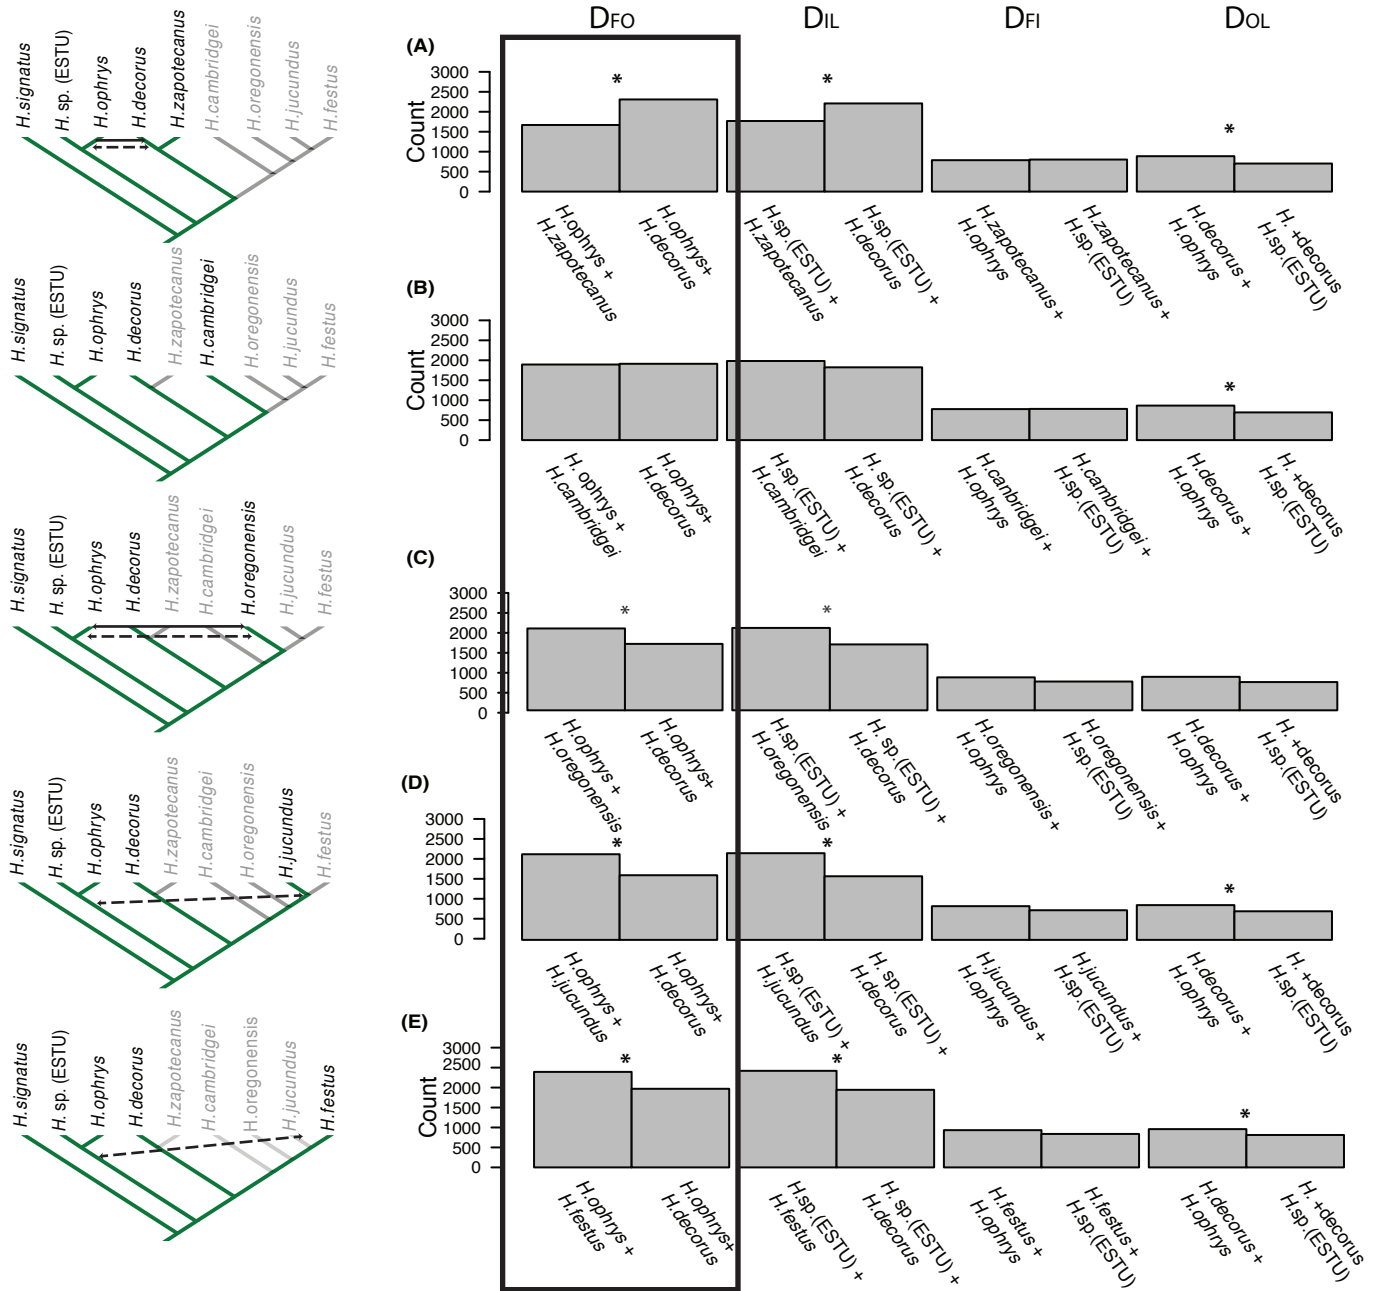 DFO DIL DFI DOL
(A)
H.signatus
H. sp. (ESTU)
H.ophrys
H.decorus
H.zapotecanus
H.cambridgei
H.oregonensis
H.jucundus
H.festus
Count
3000
2500
2000
1500
1000
500
0
* * *
H.ophrys +
H.zapotecanus
H.ophrys+
H.decorus
H.sp.(ESTU) +
H.zapotecanus
H.sp.(ESTU) +
H.decorus
H.zapotecanus +
H.ophrys
H.zapotecanus +
H.sp.(ESTU)
H.decorus +
H.ophrys
H. +decorus
H.sp.(ESTU)
(B)
H.signatus
H. sp. (ESTU)
H.ophrys
H.decorus
H.zapotecanus
H.cambridgei
H.oregonensis
H.jucundus
H.festus
Count
3000
2500
2000
1500
1000
500
0
*
H. ophrys +
H.cambridgei
H.ophrys+
H.decorus
H.sp.(ESTU) +
H.cambridgei
H. sp.(ESTU) +
H.decorus
H.canbridgei +
H.ophrys
H.cambridgei +
H.sp.(ESTU)
H.decorus +
H.ophrys
H. +decorus
H.sp.(ESTU)
(C)
H.signatus
H. sp. (ESTU)
H.ophrys
H.decorus
H.zapotecanus
H.cambridgei
H.oregonensis
H.jucundus
H.festus
3000
2500
2000
1500
1000
500
0
* *
H.ophrys +
H.oregonensis
H.ophrys+
H.decorus
H.sp.(ESTU) +
H.oregonensis
H. sp.(ESTU) +
H.decorus
H.oregonensis +
H.ophrys
H.oregonensis +
H.sp.(ESTU)
H.decorus +
H.ophrys
H. +decorus
H.sp.(ESTU)
(D)
H.signatus
H. sp. (ESTU)
H.ophrys
H.decorus
H.zapotecanus
H.cambridgei
H.oregonensis
H.jucundus
H.festus
3000
2500
2000
1500
1000
500
0
* * *
H.ophrys +
H.jucundus
H.ophrys+
H.decorus
H.sp.(EsTU) +
H.jucundus
H. sp.(ESTU) +
H.decorus
H.jucundus +
H.ophrys
H.jucundus +
H.sp.(ESTU)
H.decorus +
H.ophrys
H. +decorus
H.sp.(ESTU)
(E)
H.signatus
H. sp. (ESTU)
H.ophrys
H.decorus
H.zapotecanus
H.cambridgei
H.oregonensis
H.jucundus
H.festus
Count
3000
2500
2000
1500
1000
500
0
* * *
H.ophrys +
H.festus
H.ophrys+
H.decorus
H.sp.(ESTU) +
H.festus
H. sp.(ESTU) +
H.decorus
H.festus +
H.ophrys
H.festus +
H.sp.(ESTU)
H.decorus +
H.ophrys
H. +decorus
H.sp.(ESTU)